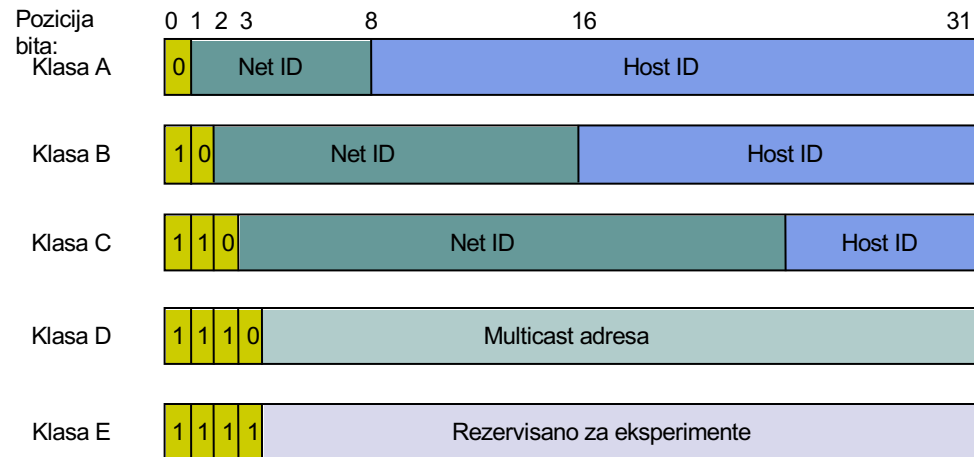 Pozicija bita: 0 1 2 3 8 16 31
Klasa A 0 Net ID Host ID
Klasa B 1 0 Net ID Host ID
Klasa C 1 1 0 Net ID Host ID
Klasa D 1 1 1 0 Multicast adresa
Klasa E 1 1 1 1 Rezervisano za eksperimente